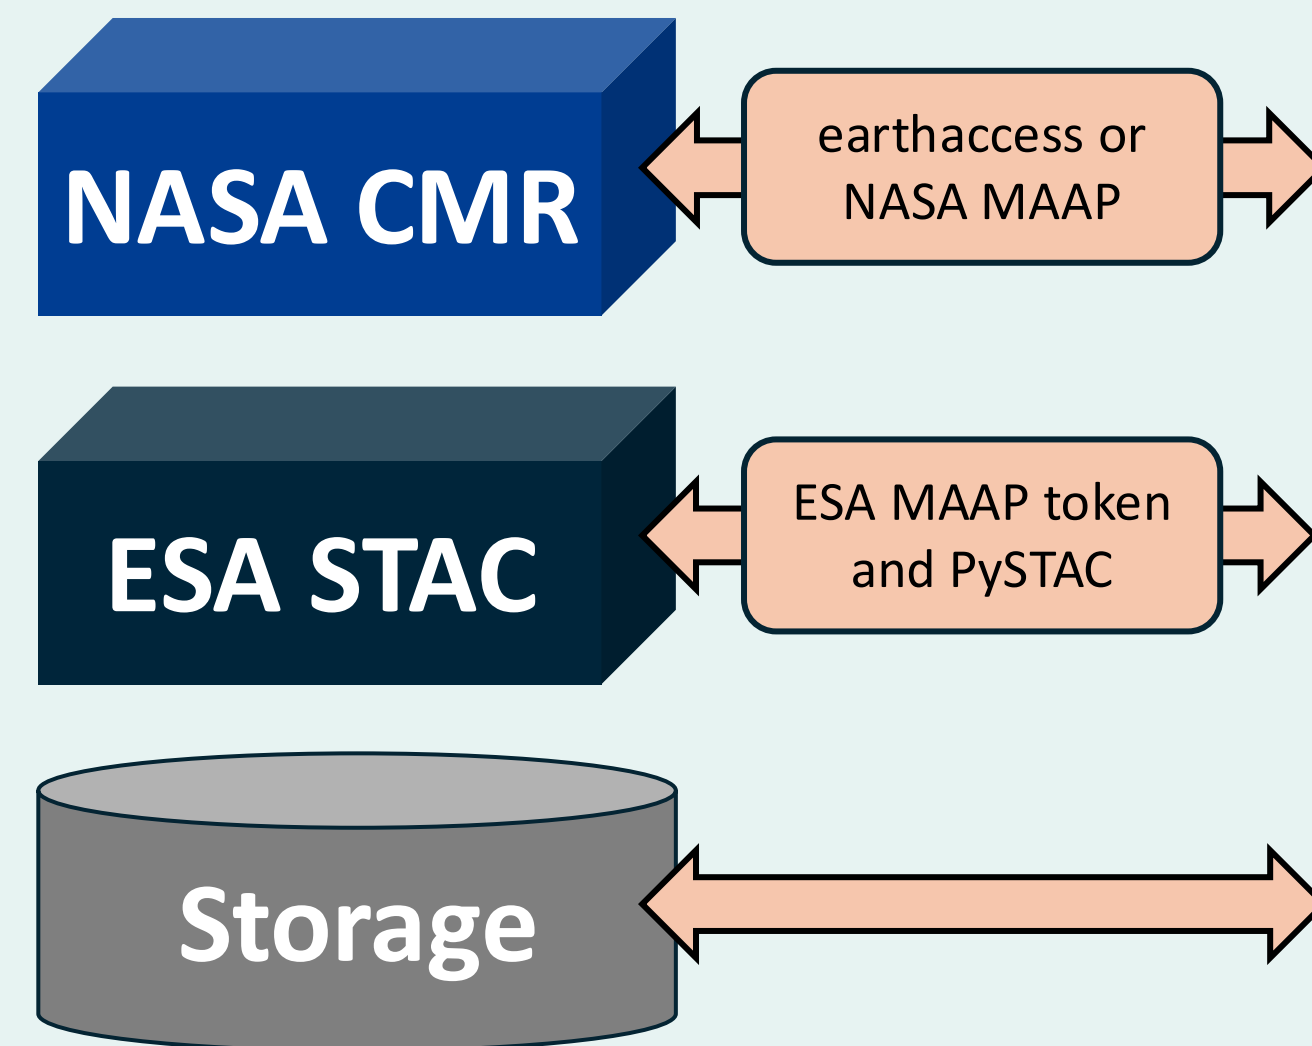 NASA CMR
earthaccess or
NASA MAAP
ESA STAC
ESA MAAP token
and PySTAC
Storage